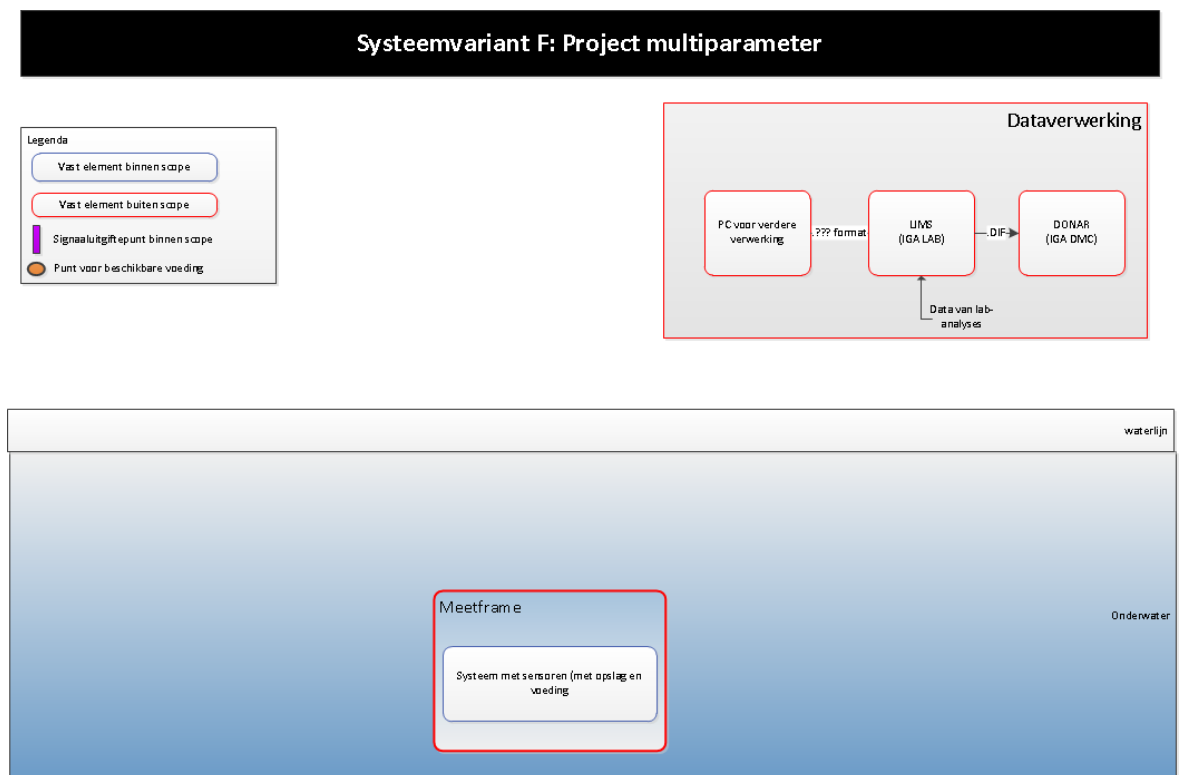 Systeemvariant F: Project multiparameter
Legenda
Vast element binnen scope
Vast element buiten scope
Signaaluitgiftepunt binnen scope
Punt voor beschikbare voeding
Dataverwerking
PC voor verdere
verwerking
.??? format
LIMS
(IGA LAB)
.DIF
DONAR
(IGA DMC)
Data van lab-
analyses
waterlijn
Onderwater
Meetframe
Systeem met sensoren (met opslag en
voeding